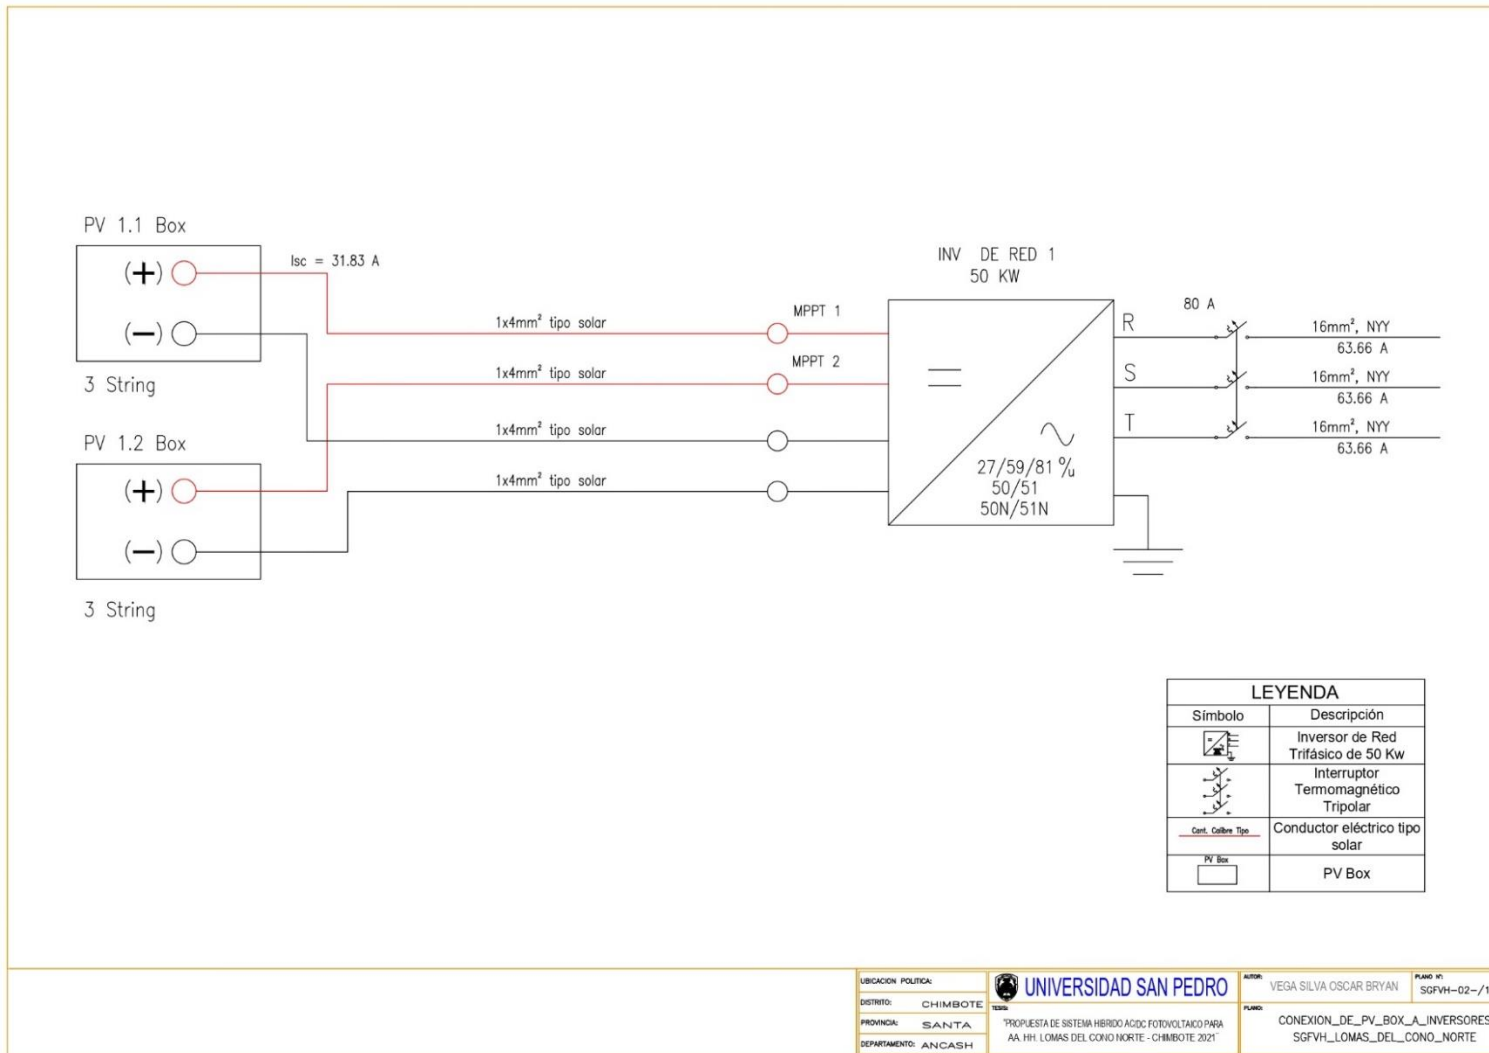 PV 1.1 Box
(+)
Isc = 31.83 A
(-)
3 String
PV 1.2 Box
(+)
(-)
3 String
1x4mm² tipo solar
MPPT 1
1x4mm² tipo solar
MPPT 2
1x4mm² tipo solar
1x4mm² tipo solar
INV DE RED 1
50 KW
27/59/81 %u
50/51
50N/51N
80 A
R
16mm², NYY
63.66 A
S
16mm², NYY
63.66 A
T
16mm², NYY
63.66 A
LEYENDA
Símbolo
Descripción
Inversor de Red
Trifásico de 50 Kw
Interruptor
Termomagnético
Tripolar
Cant. Calibre Tipo
Conductor eléctrico tipo
solar
PV Box
PV Box
UBICACION POLITICA:
DISTRITO: CHIMBOTE
PROVINCIA: SANTA
DEPARTAMENTO: ANCASH
UNIVERSIDAD SAN PEDRO
TESIS:
"PROPUESTA DE SISTEMA HIBRIDO AC/DC FOTOVOLTAICO PARA
AA. HH. LOMAS DEL CONO NORTE - CHIMBOTE 2021"
AUTOR:
VEGA SILVA OSCAR BRYAN
PLANO N°:
SGFVH-02-/1
PLANO:
CONEXION_DE_PV_BOX_A_INVERSORES
SGFVH_LOMAS_DEL_CONO_NORTE